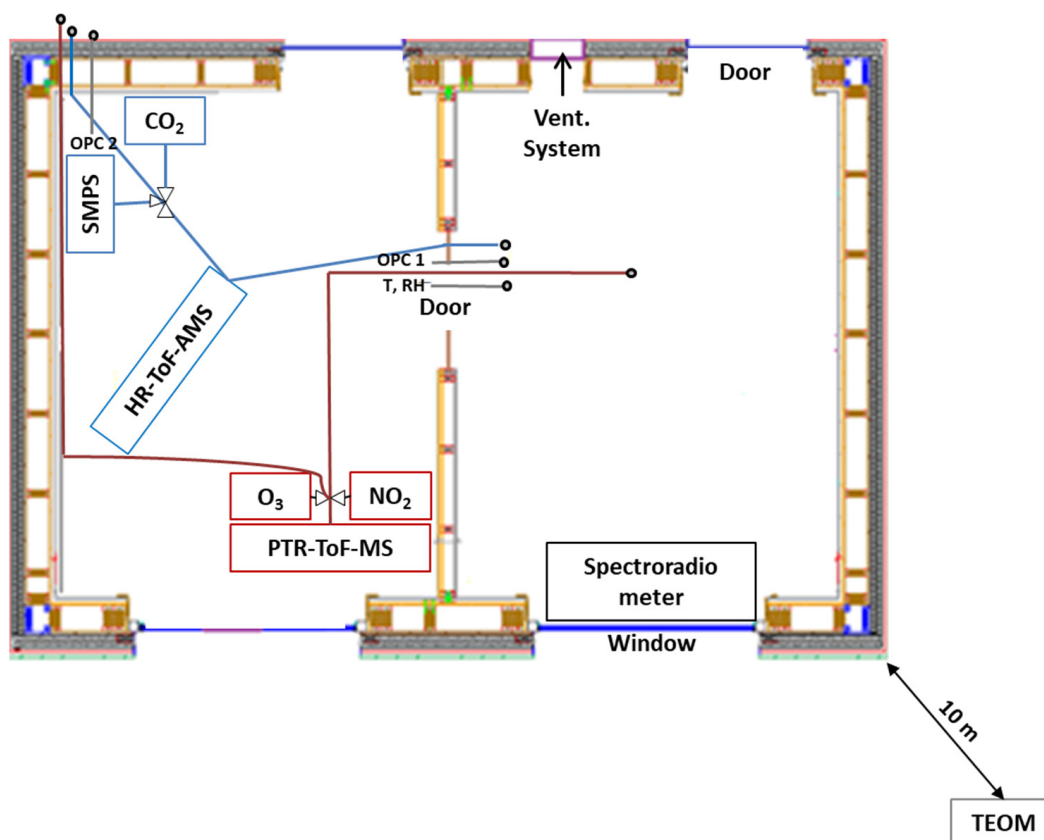 Door
CO₂
Vent.
System
OPC 2
SMPS
OPC 1
T, RH
Door
HR-ToF-AMS
O₃
NO₂
PTR-ToF-MS
Spectroradio
meter
Window
10 m
TEOM